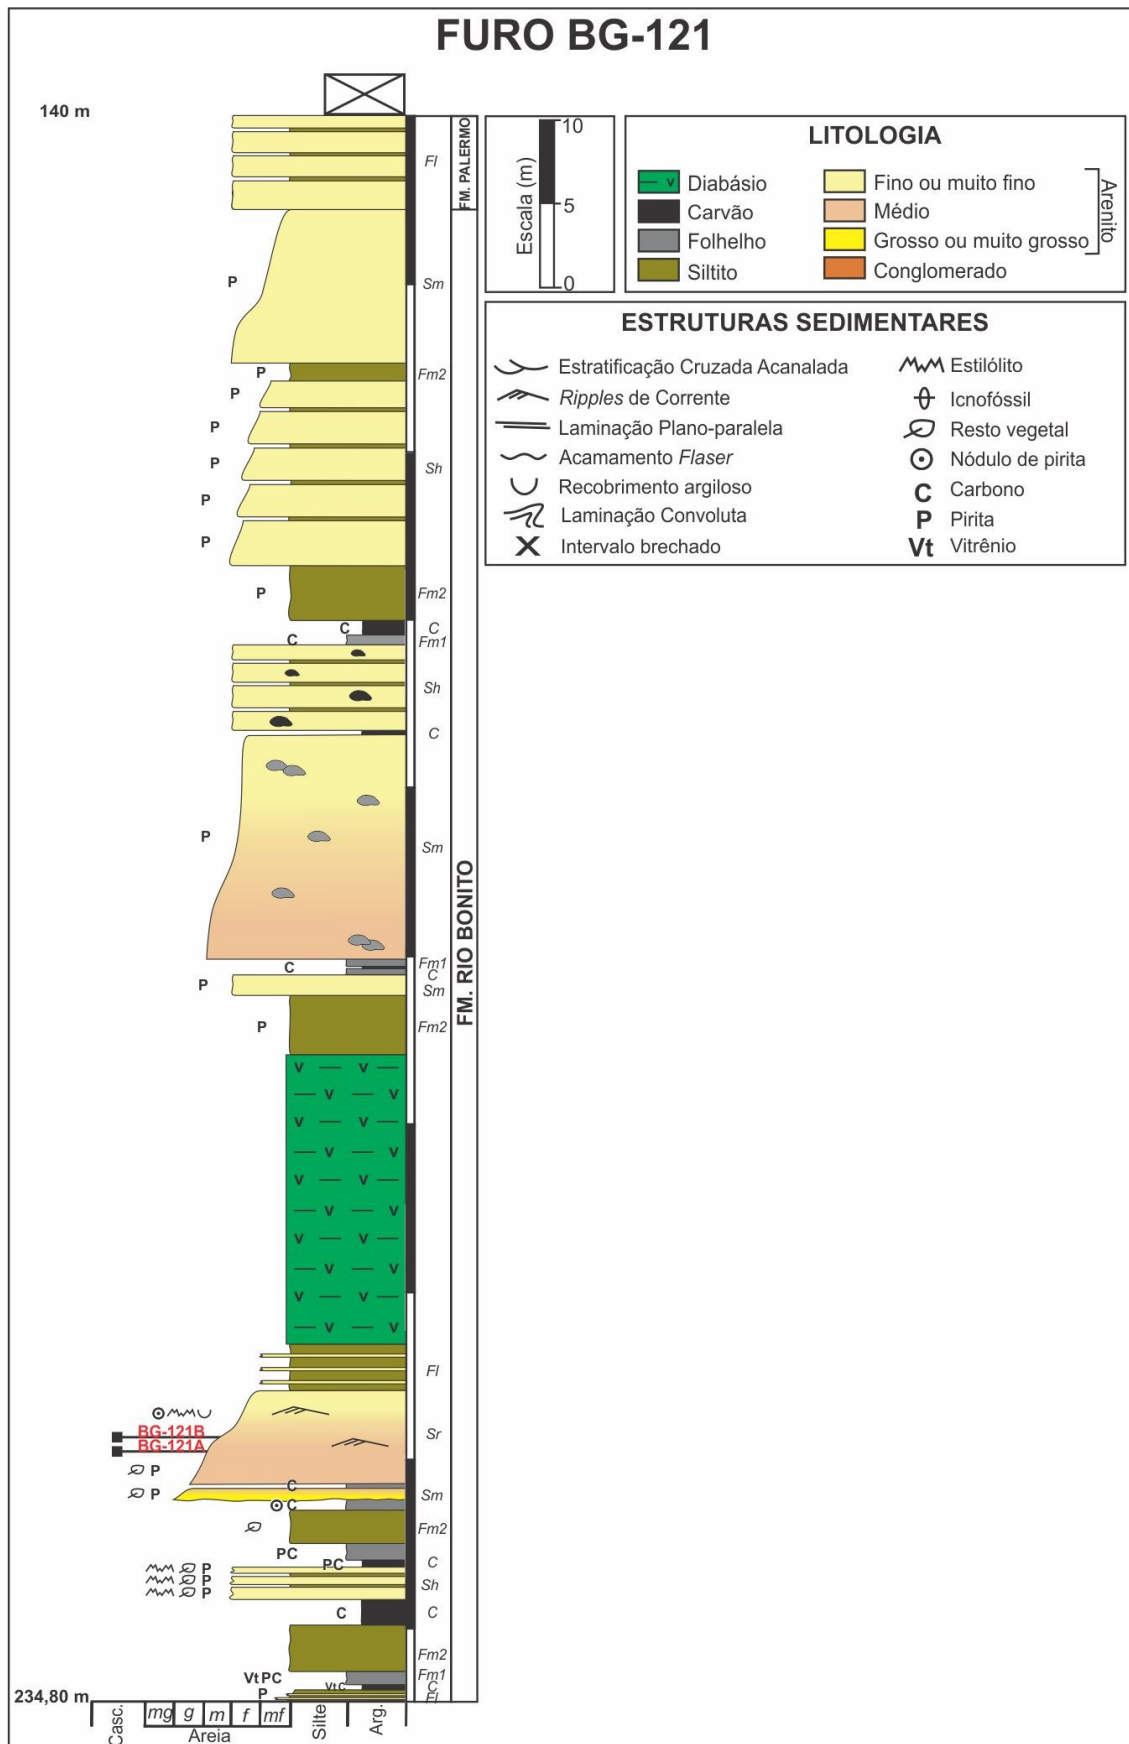 FURO BG-121
140 m
FM. PALERMO
FM. RIO BONITO
Escala (m)
10
5
0
LITOLOGIA
v Diabásio
Carvão
Folhelho
Siltito
Fino ou muito fino
Médio
Grosso ou muito grosso
Conglomerado
Arenito
ESTRUTURAS SEDIMENTARES
Estratificação Cruzada Acanalada
Ripples de Corrente
Laminação Plano-paralela
Acamamento Flaser
Recobrimento argiloso
Laminação Convoluta
Intervalo brechado
Estilólito
Icnofóssil
Resto vegetal
Nódulo de pirita
C Carbono
P Pirita
Vt Vitrênio
Fl
P Sm
P Fm2
P
P
P Sh
P
P
P Fm2
C C
C Fm1
Sh
C
P Sm
Fm1
C C
P Sm
P Fm2
V V
V V
V V
V V
V V
V V
V V
V V
V V
V V
Fl
BG-121B
BG-121A
Sr
P
C
P Sm
C
Fm2
PC
PC C
P
P Sh
P
C C
Fm2
Vt PC Fm1
Vt C C
P Fl
234,80 m
Casc.
mg g m f mf
Areia
Silte
Arg.